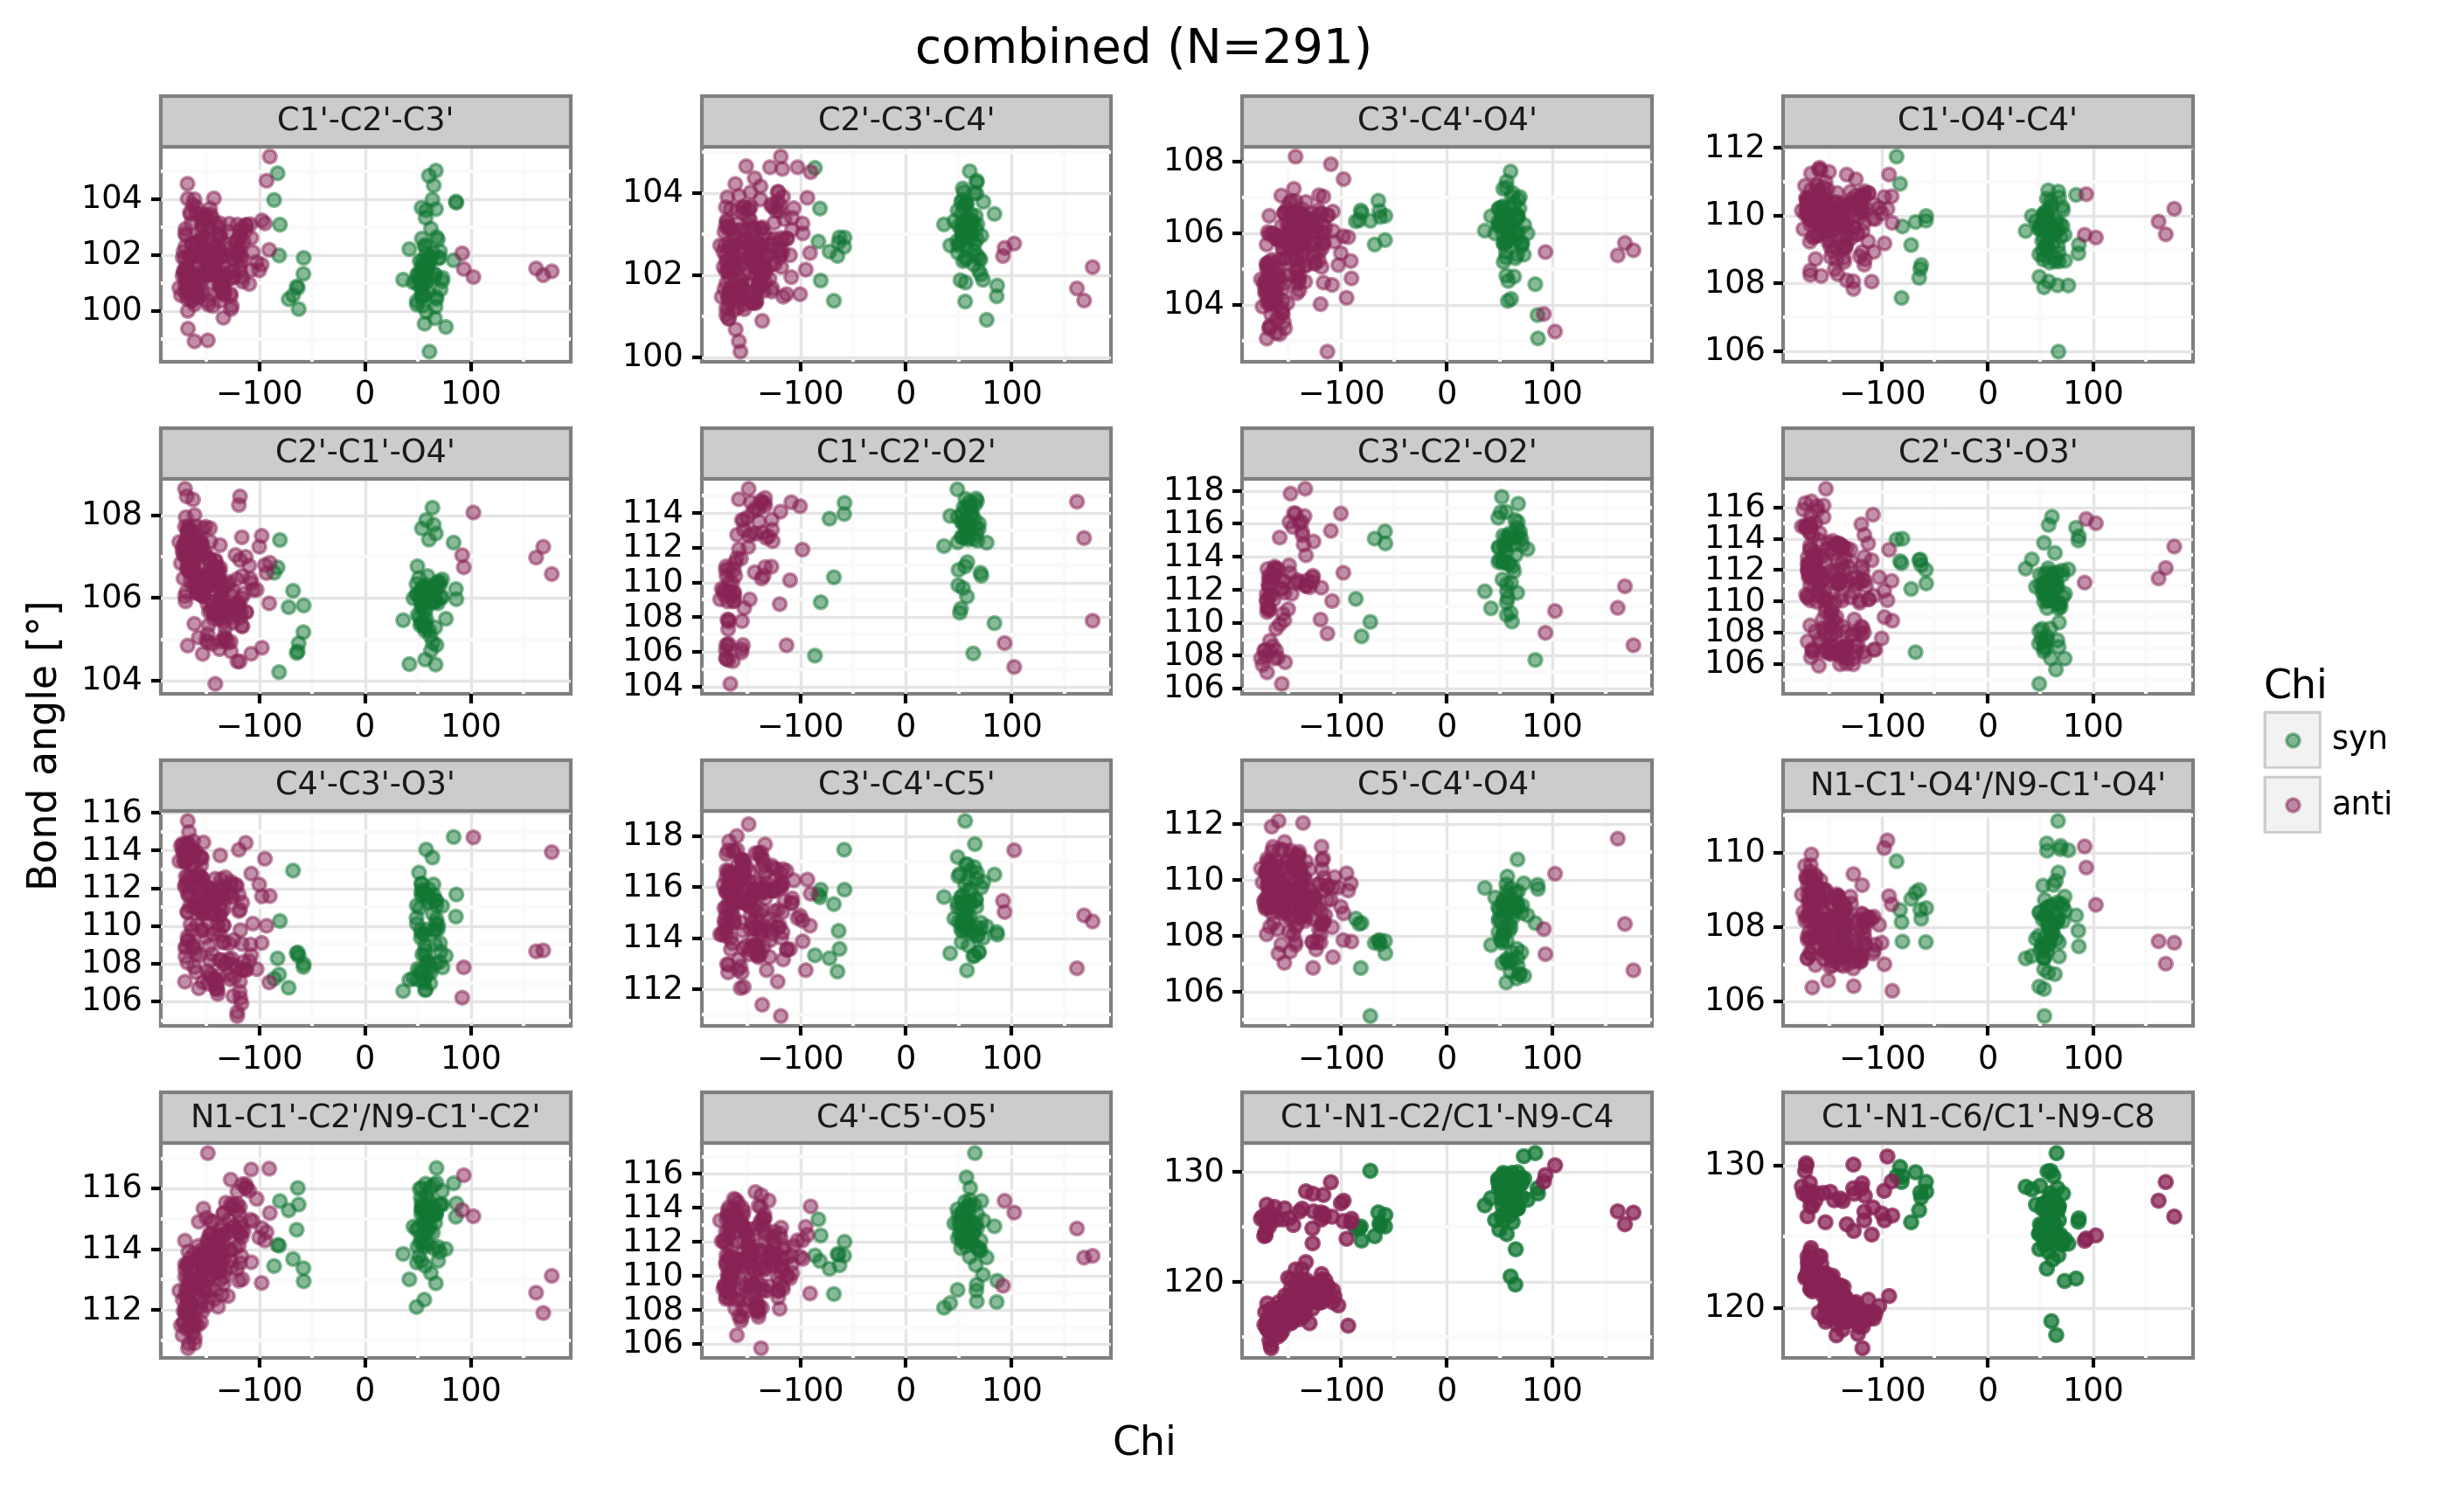 combined (N=291)
C1'-C2'-C3'
C2'-C3'-C4'
C3'-C4'-O4'
C1'-O4'-C4'
104
102
100
−100 0 100
104
102
100
−100 0 100
108
106
104
−100 0 100
112
110
108
106
−100 0 100
C2'-C1'-O4'
C1'-C2'-O2'
C3'-C2'-O2'
C2'-C3'-O3'
108
106
104
−100 0 100
114
112
110
108
106
104
−100 0 100
118
116
114
112
110
108
106
−100 0 100
116
114
112
110
108
106
−100 0 100
C4'-C3'-O3'
C3'-C4'-C5'
C5'-C4'-O4'
N1-C1'-O4'/N9-C1'-O4'
116
114
112
110
108
106
−100 0 100
118
116
114
112
−100 0 100
112
110
108
106
−100 0 100
110
108
106
−100 0 100
N1-C1'-C2'/N9-C1'-C2'
C4'-C5'-O5'
C1'-N1-C2/C1'-N9-C4
C1'-N1-C6/C1'-N9-C8
116
114
112
−100 0 100
116
114
112
110
108
106
−100 0 100
130
120
−100 0 100
130
120
−100 0 100
Bond angle [°]
Chi
Chi
syn
anti